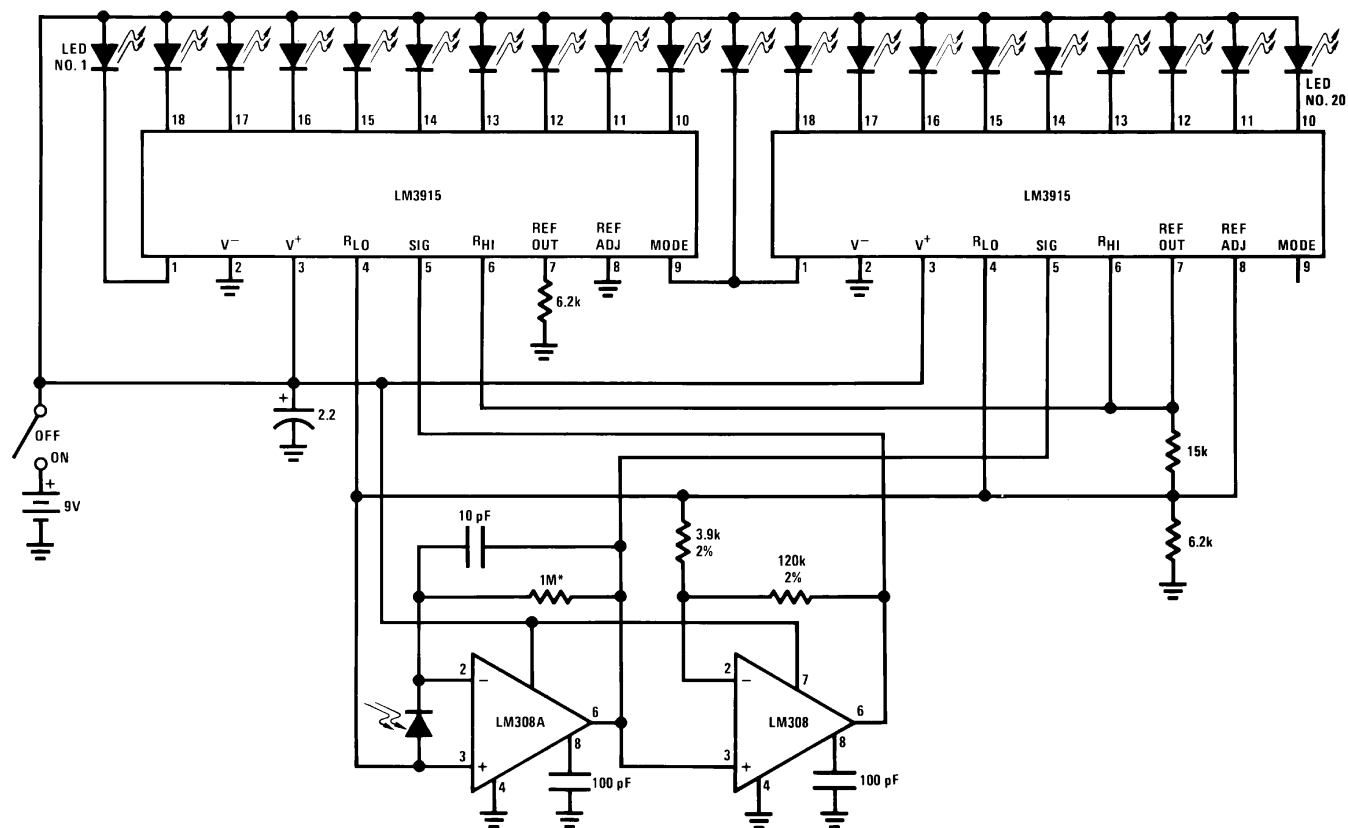 LED
NO. 1
LED
NO. 20
18 17 16 15 14 13 12 11 10
18 17 16 15 14 13 12 11 10
LM3915
LM3915
V− V+ RLO SIG RHI REF OUT REF ADJ MODE
V− V+ RLO SIG RHI REF OUT REF ADJ MODE
1 2 3 4 5 6 7 8 9
1 2 3 4 5 6 7 8 9
6.2k
+
2.2
OFF
ON
+
9V
15k
6.2k
10 pF
3.9k
2%
120k
2%
1M*
2
−
LM308A
6
3
+
8
4
100 pF
2
−
7
LM308
6
3
+
8
4
100 pF